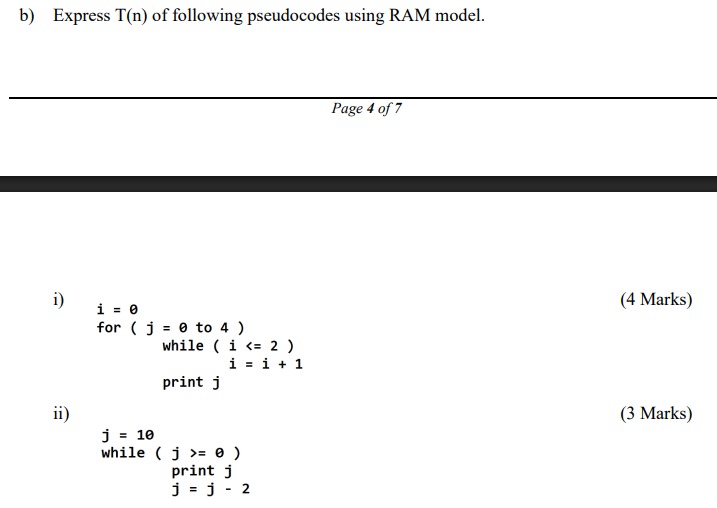 b) Express T(n) of following pseudocodes using RAM model.
Page 4 of 7
i) (4 Marks)
i = 0
for ( j = 0 to 4 )
while ( i <= 2 )
i = i + 1
print j
ii) (3 Marks)
j = 10
while ( j >= 0 )
print j
j = j - 2